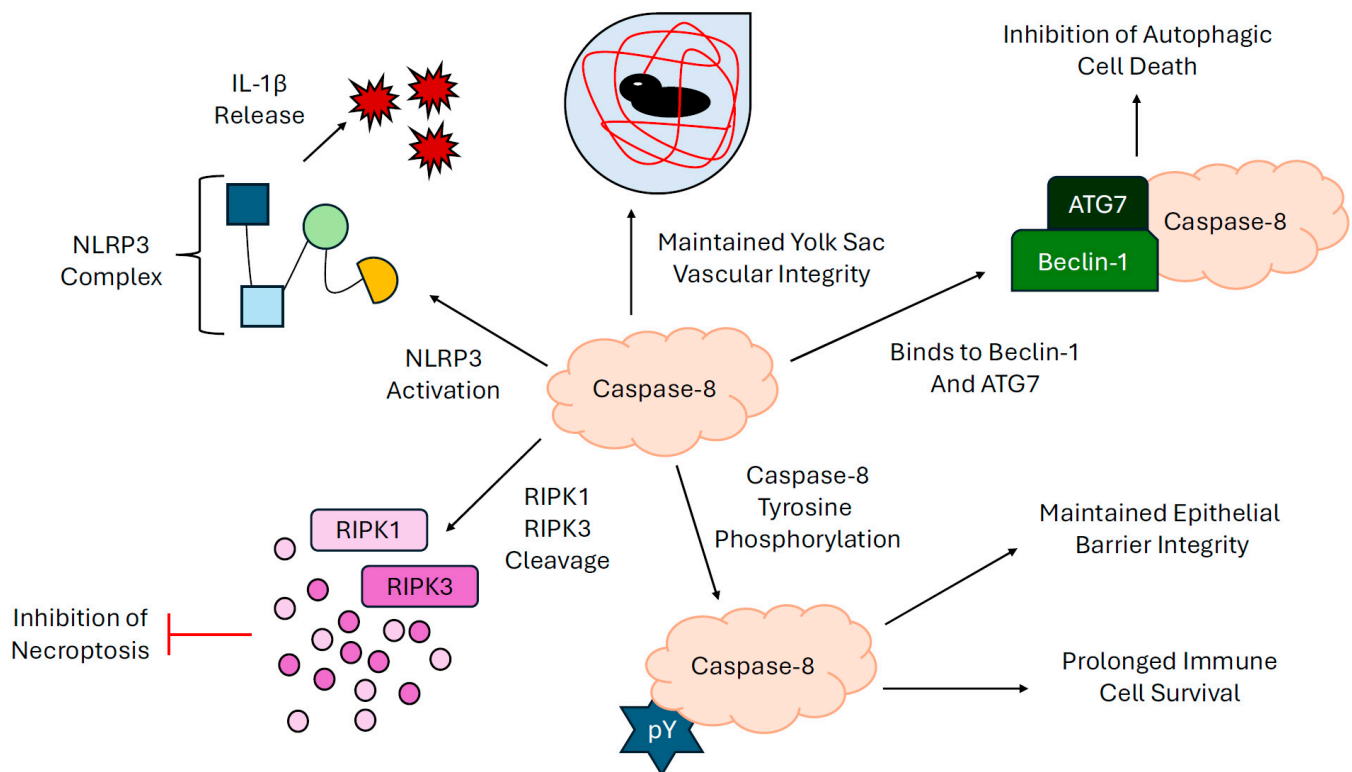 IL-1β
Release
NLRP3
Complex
Inhibition of Autophagic
Cell Death
ATG7
Beclin-1
Caspase-8
Maintained Yolk Sac
Vascular Integrity
NLRP3
Activation
Caspase-8
Binds to Beclin-1
And ATG7
RIPK1
RIPK3
Cleavage
RIPK1
RIPK3
Inhibition of
Necroptosis
Caspase-8
Tyrosine
Phosphorylation
Caspase-8
pY
Maintained Epithelial
Barrier Integrity
Prolonged Immune
Cell Survival